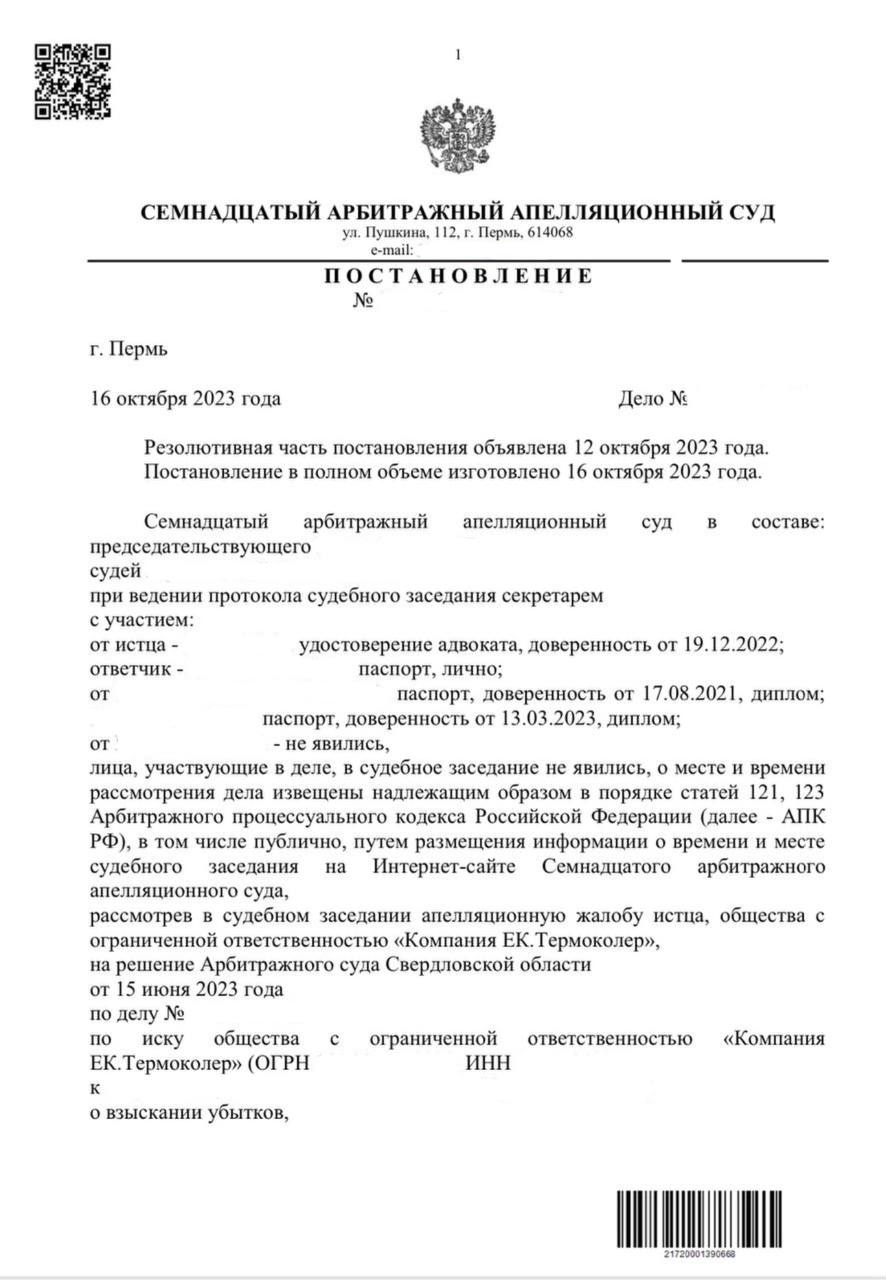 1
СЕМНАДЦАТЫЙ АРБИТРАЖНЫЙ АПЕЛЛЯЦИОННЫЙ СУД
ул. Пушкина, 112, г. Пермь, 614068
e-mail:
П О С Т А Н О В Л Е Н И Е
№
г. Пермь
16 октября 2023 года Дело №
Резолютивная часть постановления объявлена 12 октября 2023 года.
Постановление в полном объеме изготовлено 16 октября 2023 года.
Семнадцатый арбитражный апелляционный суд в составе:
председательствующего
судей
при ведении протокола судебного заседания секретарем
с участием:
от истца - удостоверение адвоката, доверенность от 19.12.2022;
ответчик - паспорт, лично;
от паспорт, доверенность от 17.08.2021, диплом;
паспорт, доверенность от 13.03.2023, диплом;
от - не явились,
лица, участвующие в деле, в судебное заседание не явились, о месте и времени
рассмотрения дела извещены надлежащим образом в порядке статей 121, 123
Арбитражного процессуального кодекса Российской Федерации (далее - АПК
РФ), в том числе публично, путем размещения информации о времени и месте
судебного заседания на Интернет-сайте Семнадцатого арбитражного
апелляционного суда,
рассмотрев в судебном заседании апелляционную жалобу истца, общества с
ограниченной ответственностью «Компания ЕК.Термоколер»,
на решение Арбитражного суда Свердловской области
от 15 июня 2023 года
по делу №
по иску общества с ограниченной ответственностью «Компания
ЕК.Термоколер» (ОГРН ИНН
к
о взыскании убытков,
21720001390668